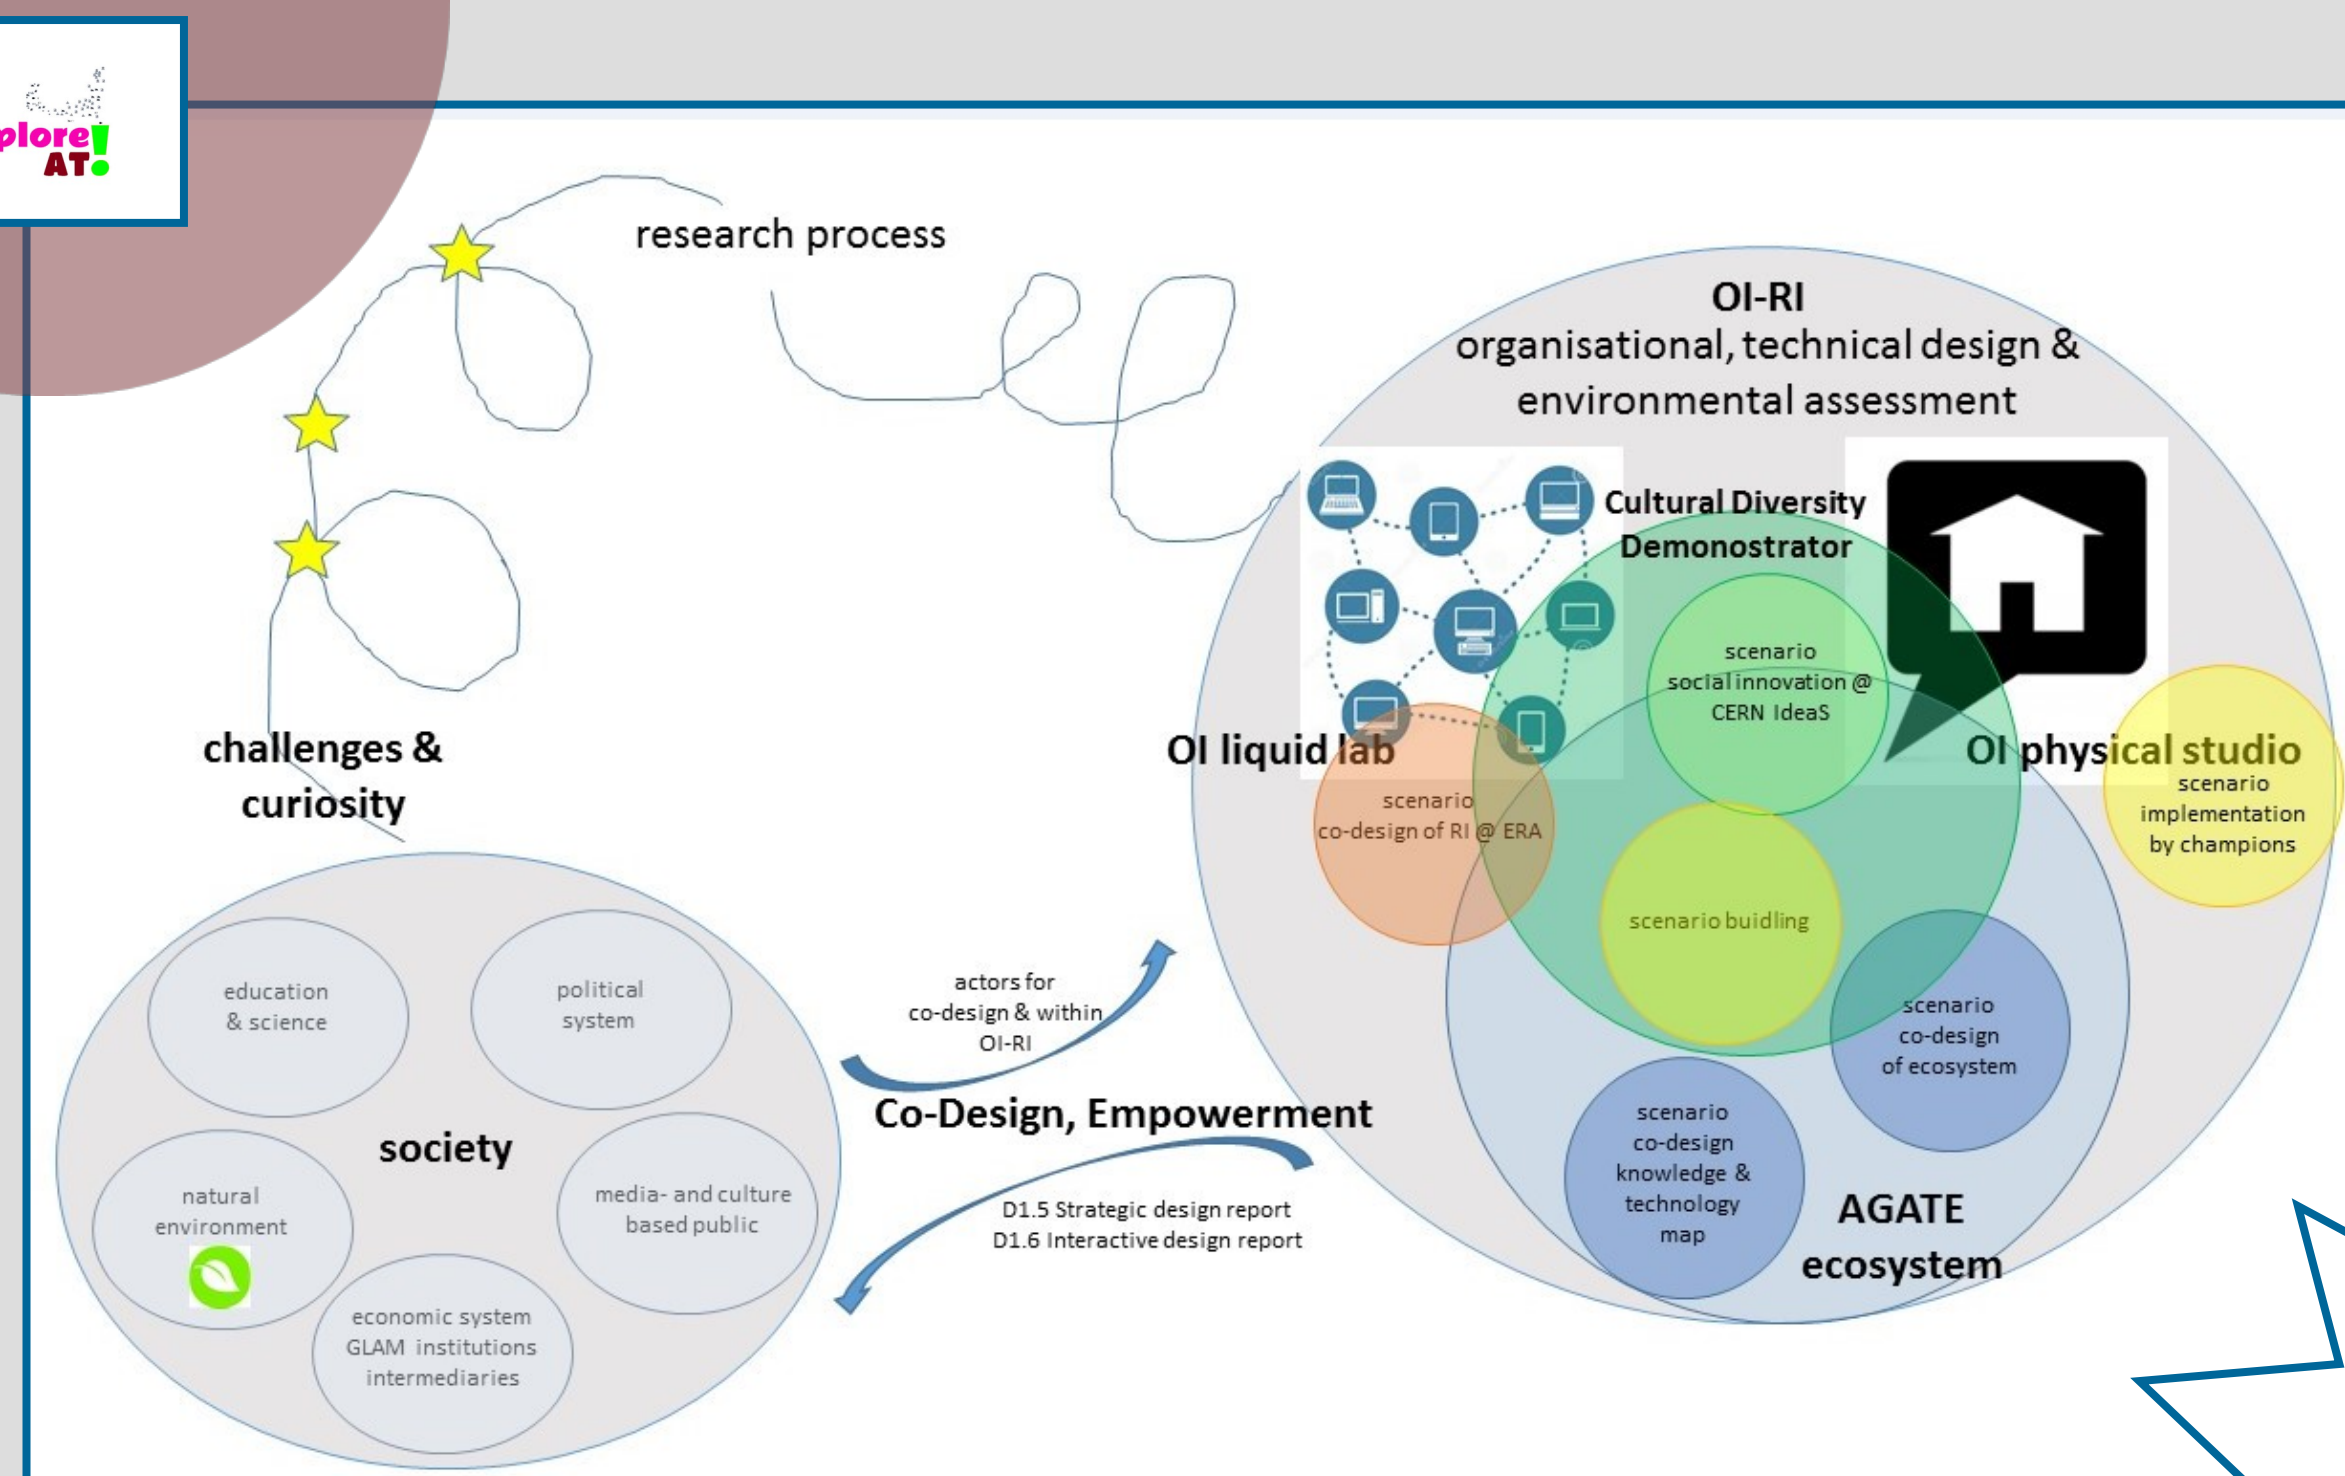 plore!
AT
research process
challenges &
curiosity
society
education
& science
political
system
natural
environment
media- and culture
based public
economic system
GLAM institutions
intermediaries
actors for
co-design & within
OI-RI
Co-Design, Empowerment
D1.5 Strategic design report
D1.6 Interactive design report
OI-RI
organisational, technical design &
environmental assessment
Cultural Diversity
Demonostrator
OI liquid lab
OI physical studio
scenario
social innovation @
CERN IdeaS
scenario
co-design of RI @ ERA
scenario
implementation
by champions
scenario buidling
scenario
co-design
of ecosystem
scenario
co-design
knowledge &
technology
map
AGATE
ecosystem